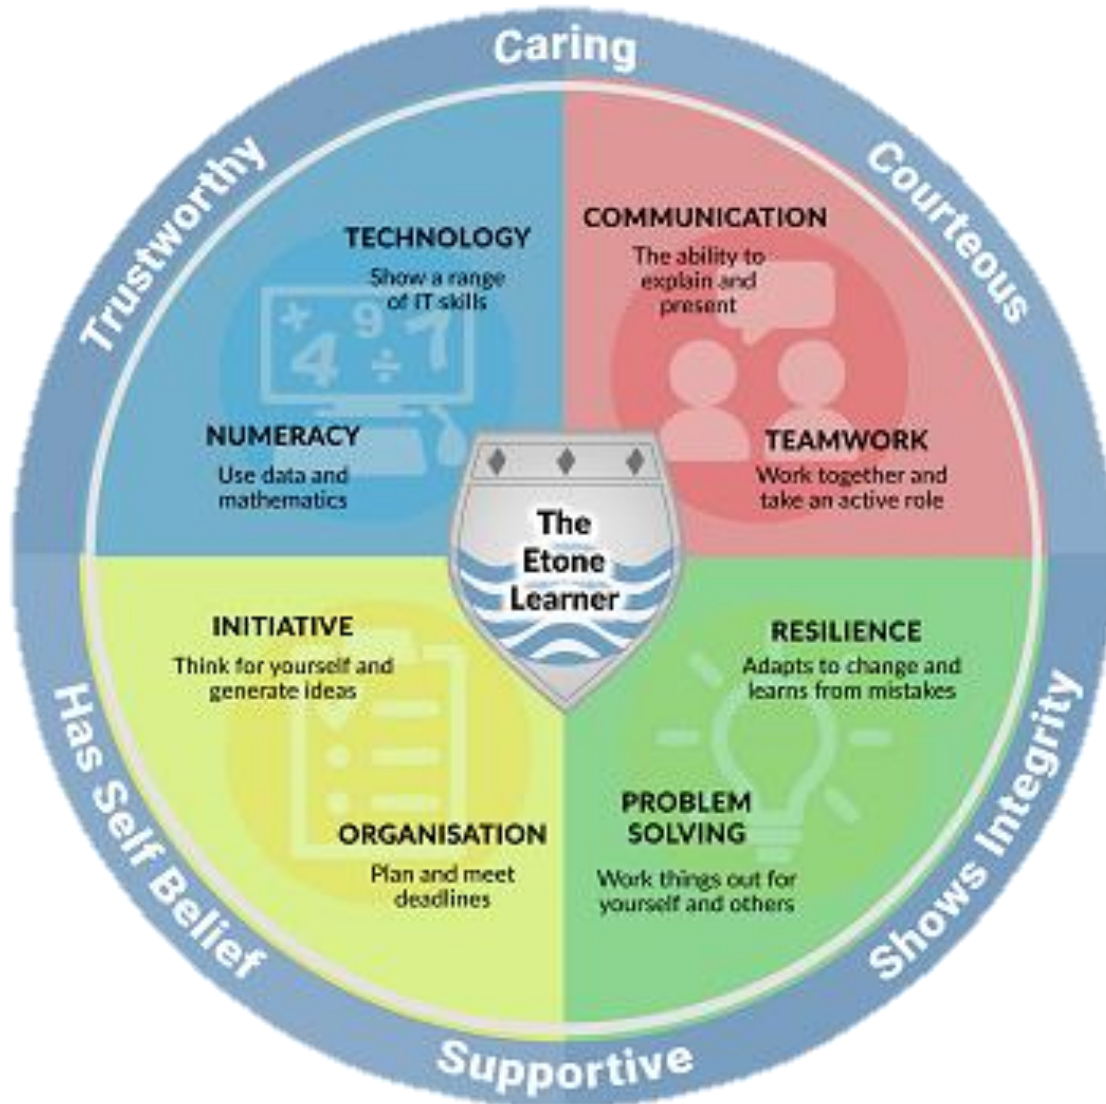 Caring
Courteous
Shows Integrity
Supportive
Has Self Belief
Trustworthy
TECHNOLOGY
Show a range
of IT skills
NUMERACY
Use data and
mathematics
COMMUNICATION
The ability to
explain and
present
TEAMWORK
Work together and
take an active role
The
Etone
Learner
INITIATIVE
Think for yourself and
generate ideas
ORGANISATION
Plan and meet
deadlines
RESILIENCE
Adapts to change and
learns from mistakes
PROBLEM
SOLVING
Work things out for
yourself and others
+ 9 7
4 ÷